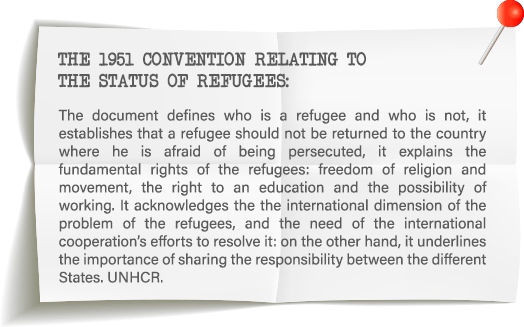 THE 1951 CONVENTION RELATING TO
THE STATUS OF REFUGEES:
The document defines who is a refugee and who is not, it
establishes that a refugee should not be returned to the country
where he is afraid of being persecuted, it explains the
fundamental rights of the refugees: freedom of religion and
movement, the right to an education and the possibility of
working. It acknowledges the the international dimension of the
problem of the refugees, and the need of the international
cooperation's efforts to resolve it: on the other hand, it underlines
the importance of sharing the responsibility between the different
States. UNHCR.